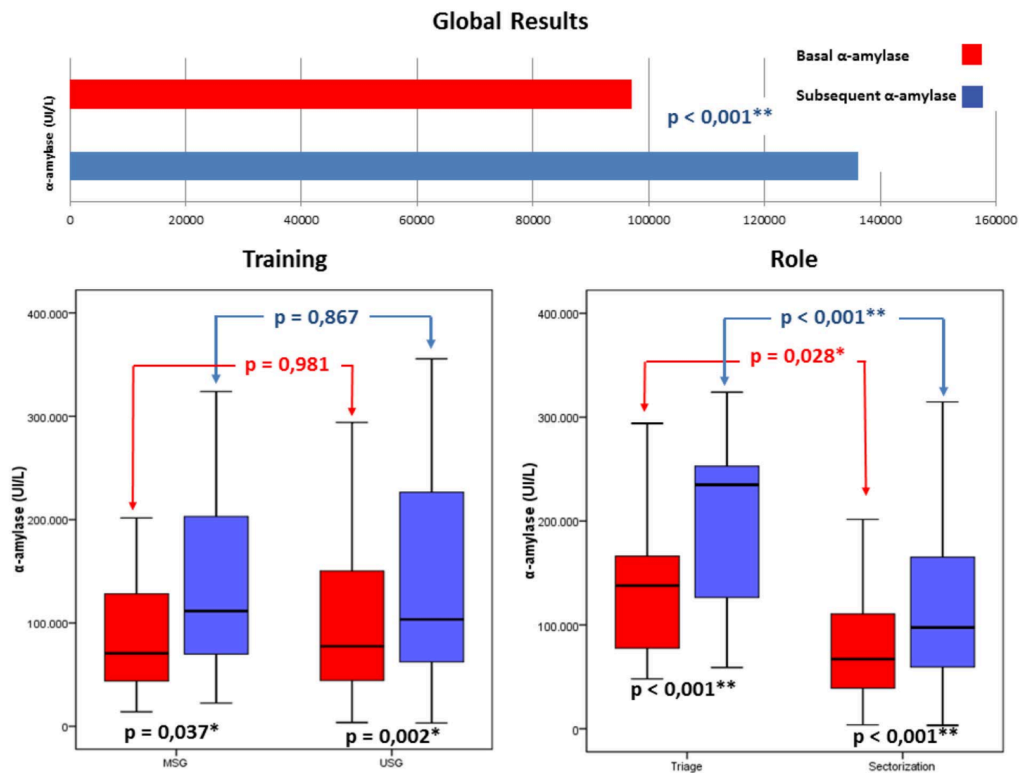 Global Results
Basal α-amylase
Subsequent α-amylase
p < 0,001**
α-amylase (UI/L)
0 20000 40000 60000 80000 100000 120000 140000 160000
Training
400.000
300.000
200.000
100.000
0
α-amylase (UI/L)
p = 0,867
p = 0,981
p = 0,037*
p = 0,002*
MSG USG
Role
400.000
300.000
200.000
100.000
0
α-amylase (UI/L)
p < 0,001**
p = 0,028*
p < 0,001**
p < 0,001**
Triage Sectorization